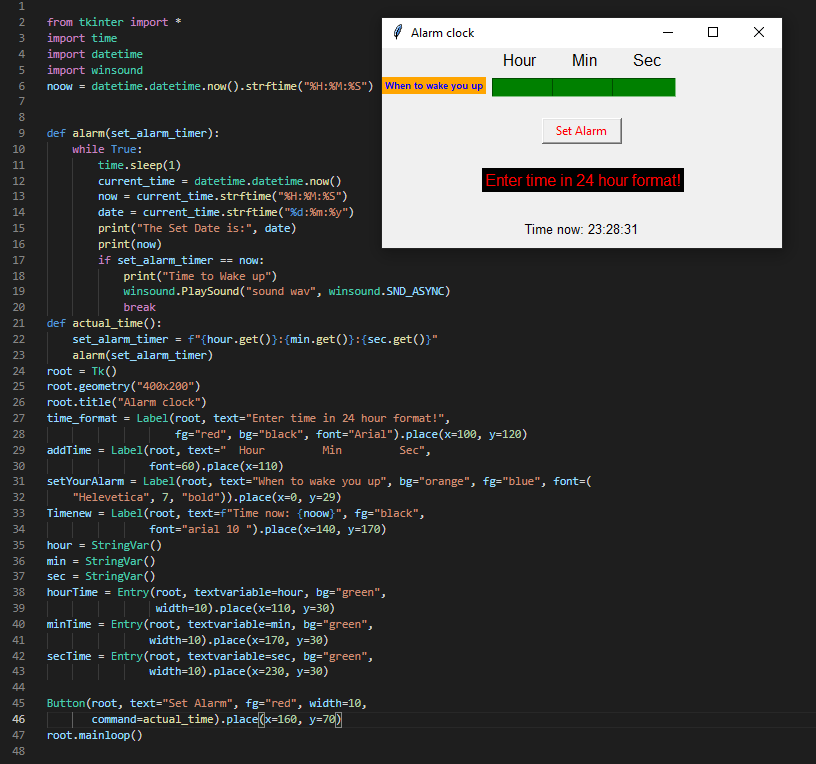 1
2 from tkinter import *
3 import time
4 import datetime
5 import winsound
6 noow = datetime.datetime.now().strftime("%H:%M:%S")
7
8
9 def alarm(set_alarm_timer):
10     while True:
11         time.sleep(1)
12         current_time = datetime.datetime.now()
13         now = current_time.strftime("%H:%M:%S")
14         date = current_time.strftime("%d:%m:%y")
15         print("The Set Date is:", date)
16         print(now)
17         if set_alarm_timer == now:
18             print("Time to Wake up")
19             winsound.PlaySound("sound wav", winsound.SND_ASYNC)
20             break
21 def actual_time():
22     set_alarm_timer = f"{hour.get()}:{min.get()}:{sec.get()}"
23     alarm(set_alarm_timer)
24 root = Tk()
25 root.geometry("400x200")
26 root.title("Alarm clock")
27 time_format = Label(root, text="Enter time in 24 hour format!",
28                     fg="red", bg="black", font="Arial").place(x=100, y=120)
29 addTime = Label(root, text="  Hour         Min         Sec",
30                 font=60).place(x=110)
31 setYourAlarm = Label(root, text="When to wake you up", bg="orange", fg="blue", font=(
32     "Helevetica", 7, "bold")).place(x=0, y=29)
33 Timenew = Label(root, text=f"Time now: {noow}", fg="black",
34                 font="arial 10 ").place(x=140, y=170)
35 hour = StringVar()
36 min = StringVar()
37 sec = StringVar()
38 hourTime = Entry(root, textvariable=hour, bg="green",
39                  width=10).place(x=110, y=30)
40 minTime = Entry(root, textvariable=min, bg="green",
41                 width=10).place(x=170, y=30)
42 secTime = Entry(root, textvariable=sec, bg="green",
43                 width=10).place(x=230, y=30)
44
45 Button(root, text="Set Alarm", fg="red", width=10,
46        command=actual_time).place(x=160, y=70)
47 root.mainloop()
48
Alarm clock
Hour Min Sec
When to wake you up
Set Alarm
Enter time in 24 hour format!
Time now: 23:28:31